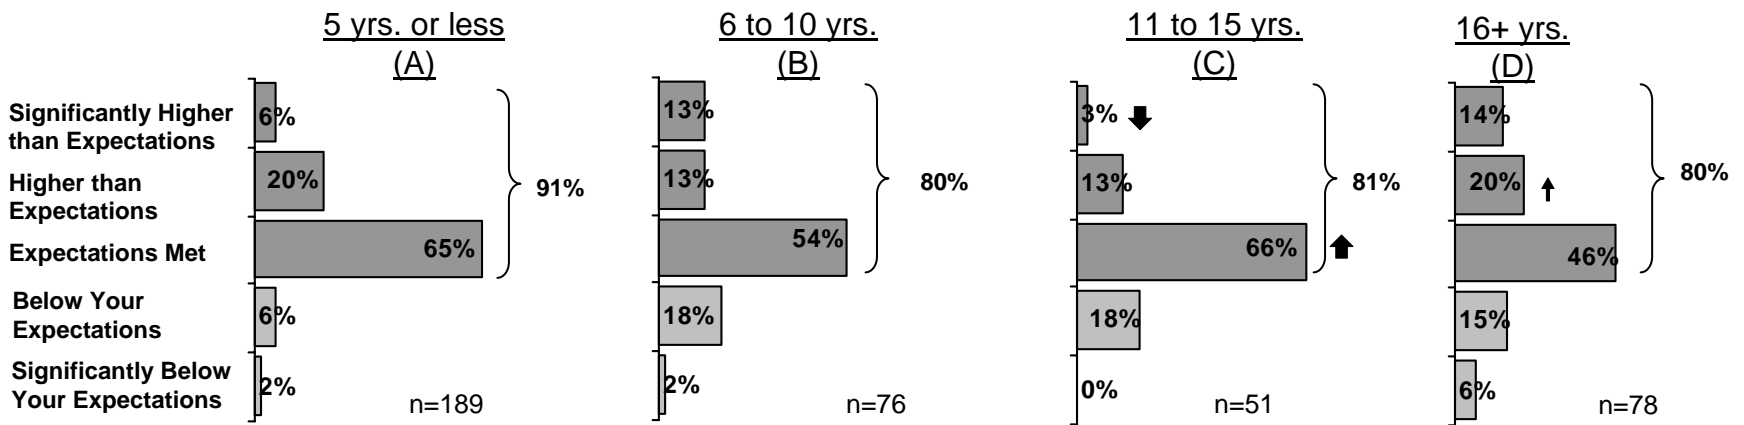 5 yrs. or less
(A)
6 to 10 yrs.
(B)
11 to 15 yrs.
(C)
16+ yrs.
(D)
Significantly Higher
than Expectations
6%
13%
3%
14%
Higher than
Expectations
20%
91%
13%
80%
13%
81%
20%
80%
Expectations Met
65%
54%
66%
46%
Below Your
Expectations
6%
18%
18%
15%
Significantly Below
Your Expectations
2%
n=189
2%
n=76
0%
n=51
6%
n=78